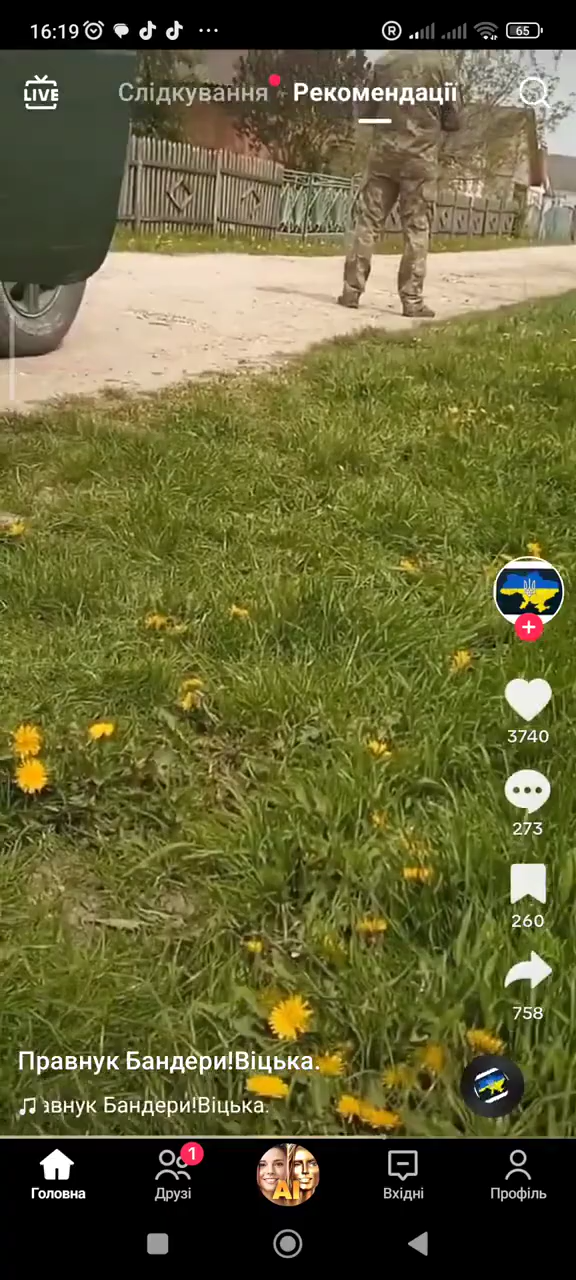 16:19
R
65
LIVE
Слідкування
Рекомендації
3740
273
260
758
Правнук Бандери!Віцька.
авнук Бандери!Віцька.
1
AI
Головна
Друзі
Вхідні
Профіль